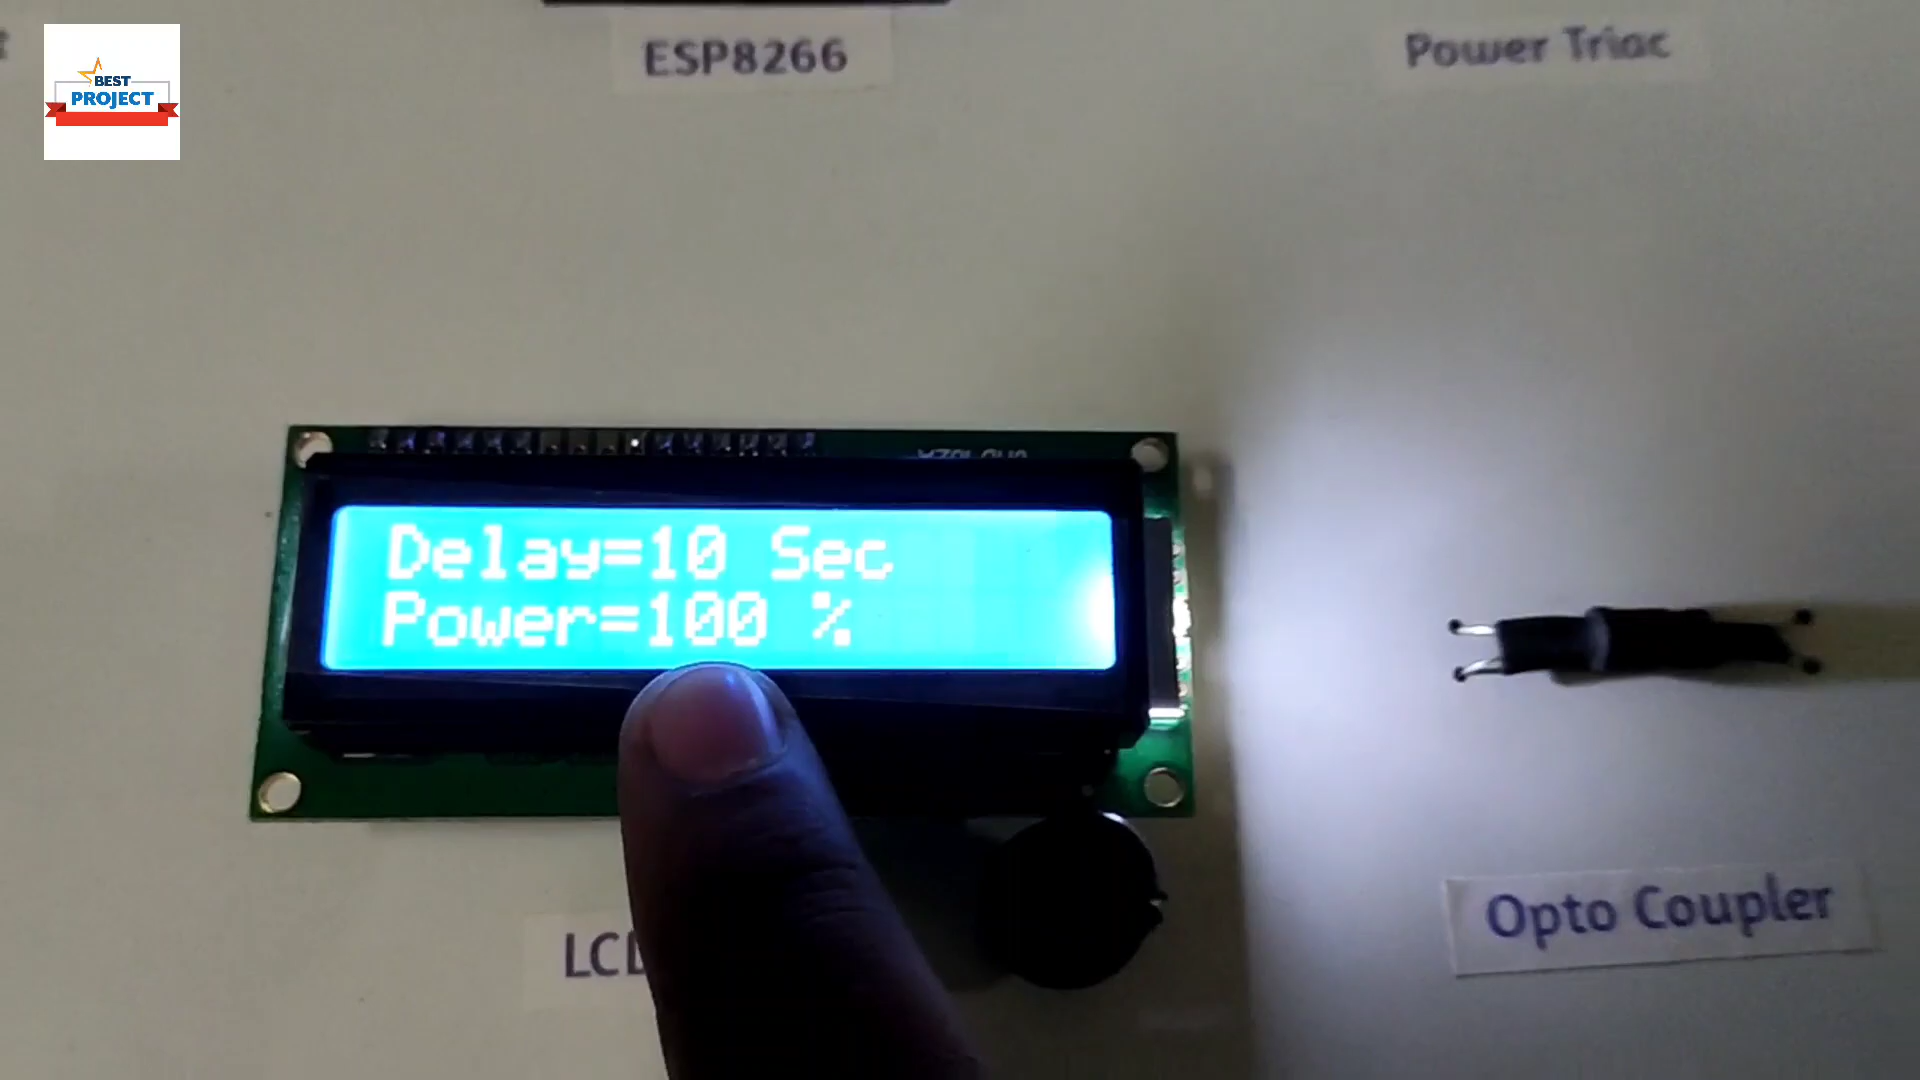 BEST
PROJECT
ESP8266
Power Triac
Delay=10 Sec
Power=100 %
Opto Coupler
LCD